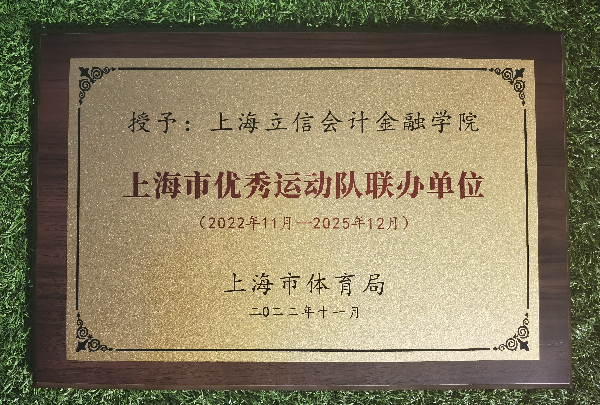 授予：上海立信会计金融学院
上海市优秀运动队联办单位
（2022年11月—2025年12月）
上海市体育局
二〇二二年十一月